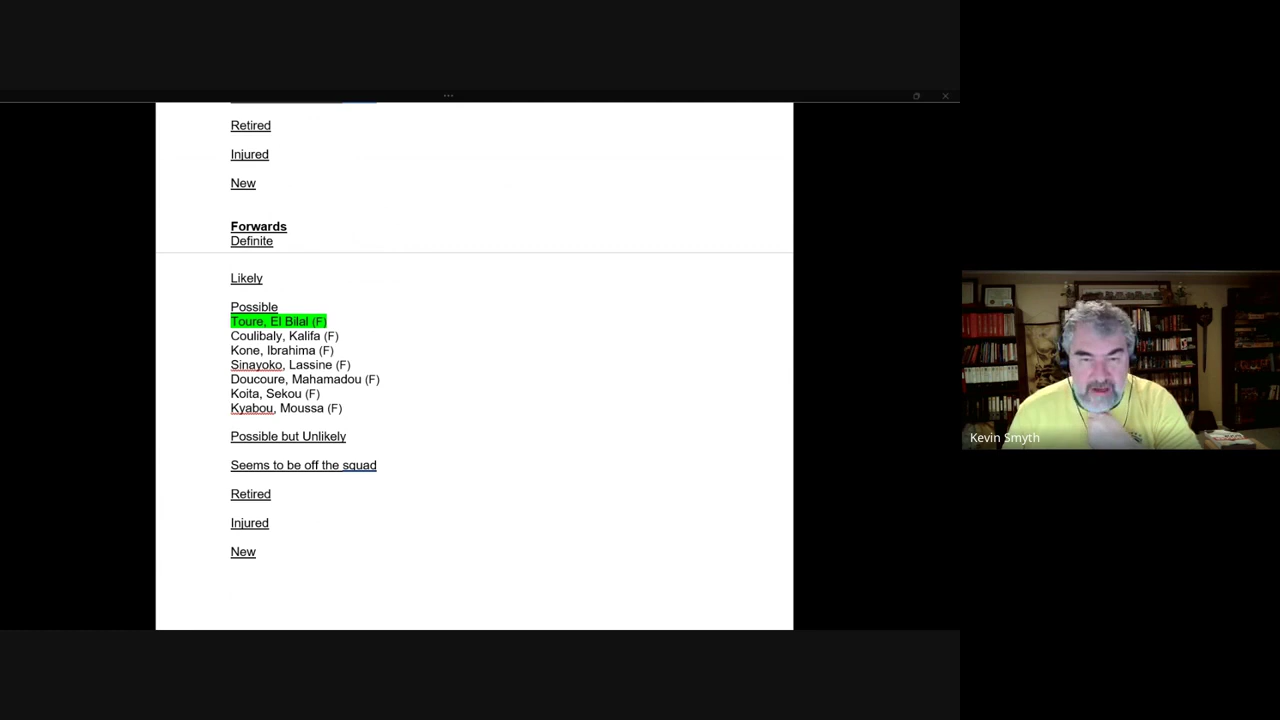 Retired
Injured
New
Forwards
Definite
Likely
Possible
Toure, El Bilal (F)
Coulibaly, Kalifa (F)
Kone, Ibrahima (F)
Sinayoko, Lassine (F)
Doucoure, Mahamadou (F)
Koita, Sekou (F)
Kyabou, Moussa (F)
Possible but Unlikely
Seems to be off the squad
Retired
Injured
New
Kevin Smyth